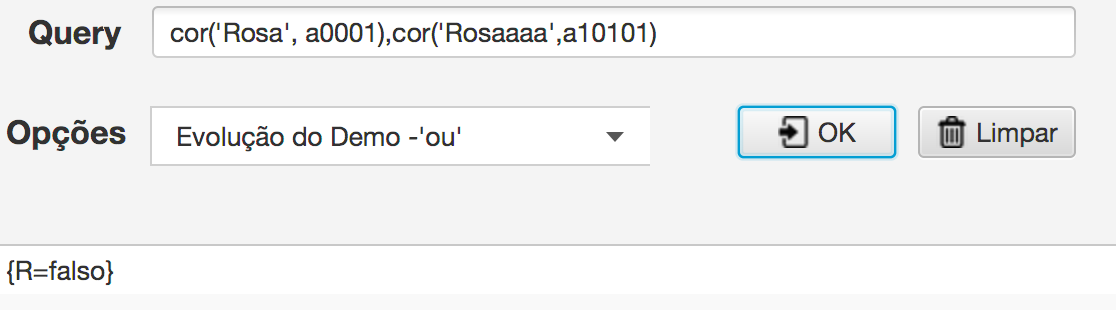 Query cor('Rosa', a0001),cor('Rosaaaa',a10101)
Opções Evolução do Demo -'ou' OK Limpar
{R=falso}